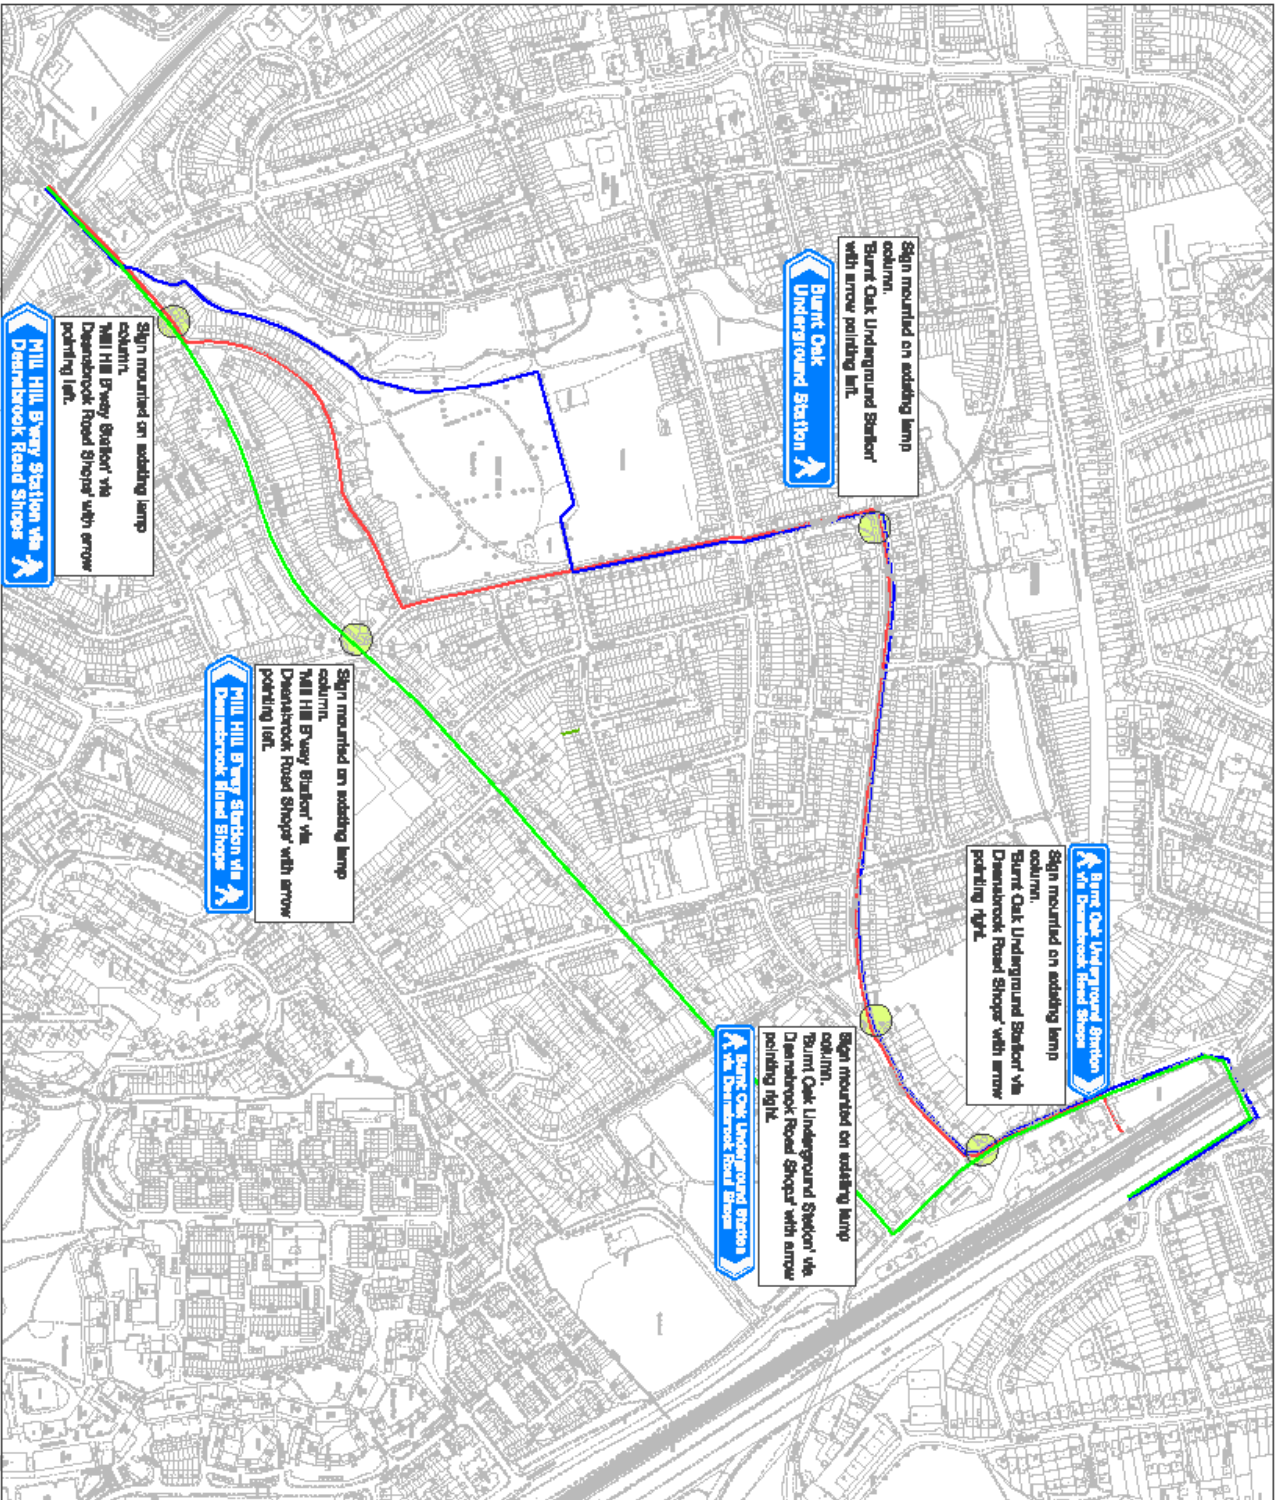 Sign mounted on existing lamp
column.
'Burnt Oak Underground Station'
with arrow pointing left.
Burnt Oak
Underground Station
Sign mounted on existing lamp
column.
'Burnt Oak Underground Station' via
Deansbrook Road Shops' with arrow
pointing right.
Burnt Oak Underground Station
via Deansbrook Road Shops
Sign mounted on existing lamp
column.
'Burnt Oak Underground Station' via
Deansbrook Road Shops' with arrow
pointing right.
Burnt Oak Underground Station
via Deansbrook Road Shops
Sign mounted on existing lamp
column.
'Mill Hill B'way Station' via
Deansbrook Road Shops' with arrow
pointing left.
Mill Hill B'way Station via
Deansbrook Road Shops
Sign mounted on existing lamp
column.
'Mill Hill B'way Station' via
Deansbrook Road Shops' with arrow
pointing left.
Mill Hill B'way Station via
Deansbrook Road Shops